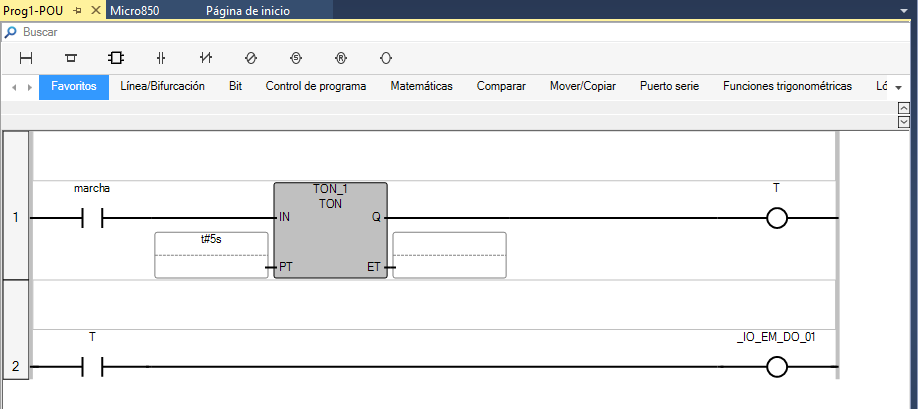 Prog1-POU Micro850 Página de inicio
Buscar
S R
Favoritos Línea/Bifurcación Bit Control de programa Matemáticas Comparar Mover/Copiar Puerto serie Funciones trigonométricas Ló
marcha TON_1 T
TON
1 IN Q
t#5s
PT ET
T _IO_EM_DO_01
2